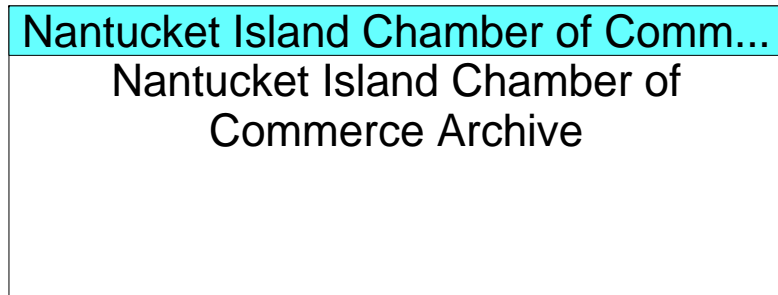 Nantucket Island Chamber of Comm...
Nantucket Island Chamber of
Commerce Archive